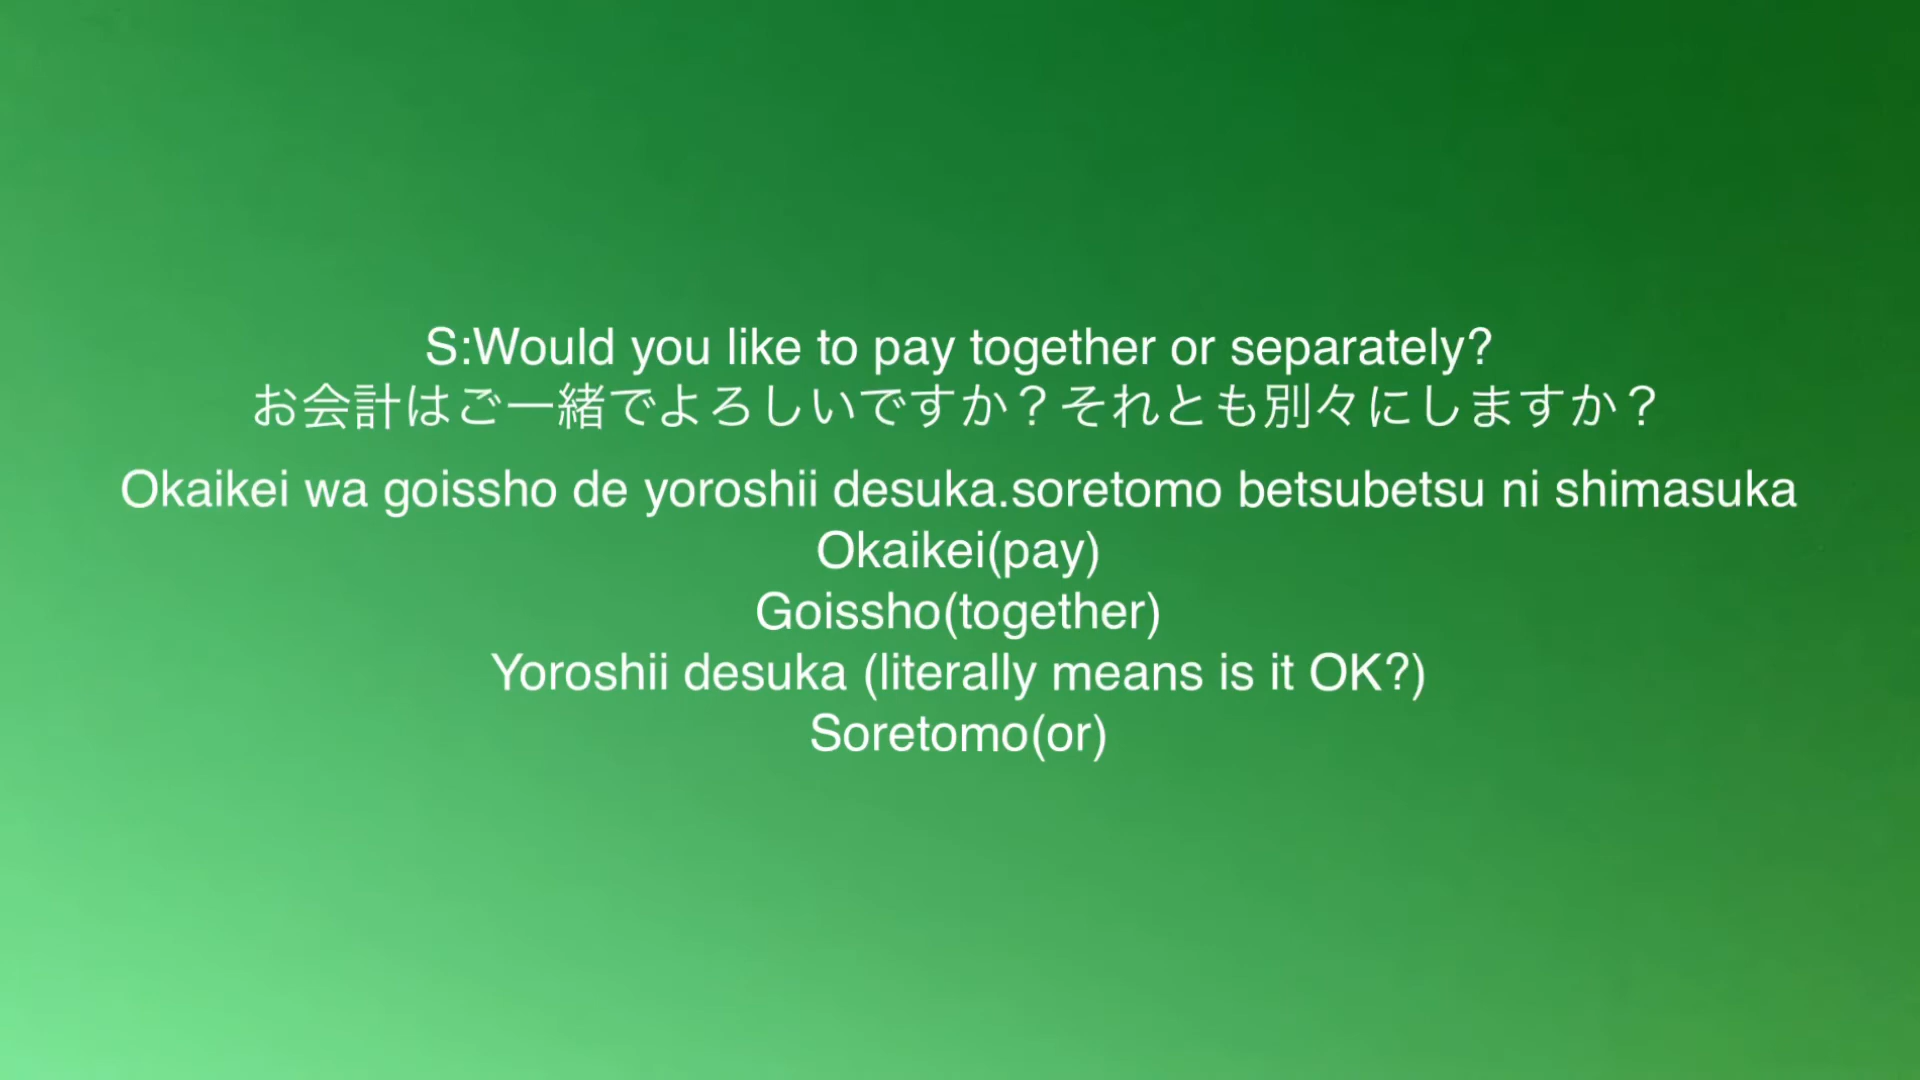 S:Would you like to pay together or separately?
お会計はご一緒でよろしいですか？それとも別々にしますか？
Okaikei wa goissho de yoroshii desuka.soretomo betsubetsu ni shimasuka
Okaikei(pay)
Goissho(together)
Yoroshii desuka (literally means is it OK?)
Soretomo(or)